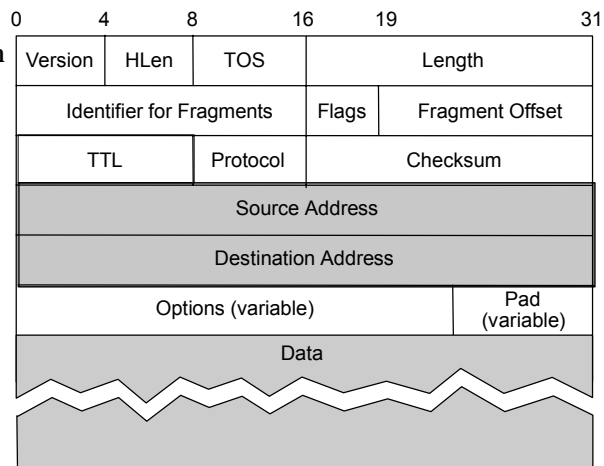 0 4 8 16 19 31
Version HLen TOS Length
Identifier for Fragments Flags Fragment Offset
TTL Protocol Checksum
Source Address
Destination Address
Options (variable) Pad
(variable)
Data